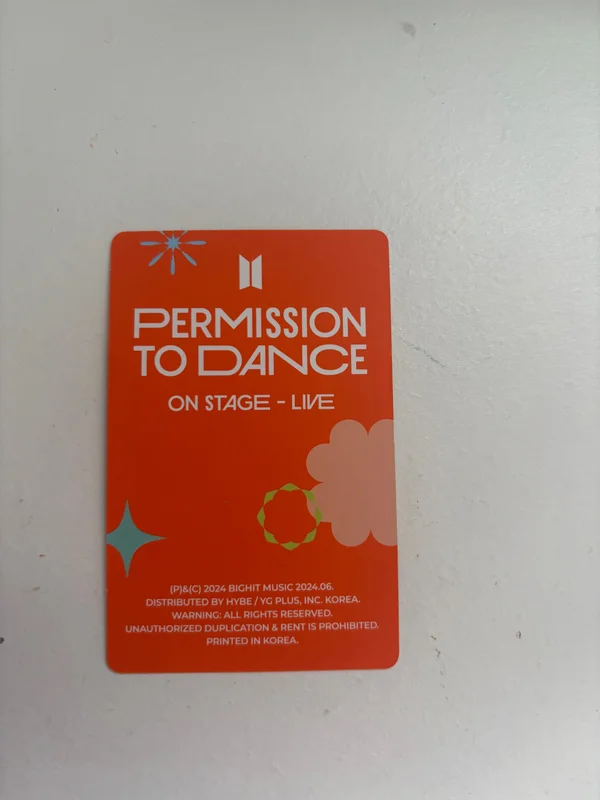 PERMISSION
TO DANCE
ON STAGE - LIVE
(P)&(C) 2024 BIGHIT MUSIC 2024.06.
DISTRIBUTED BY HYBE / YG PLUS, INC. KOREA.
WARNING: ALL RIGHTS RESERVED.
UNAUTHORIZED DUPLICATION & RENT IS PROHIBITED.
PRINTED IN KOREA.